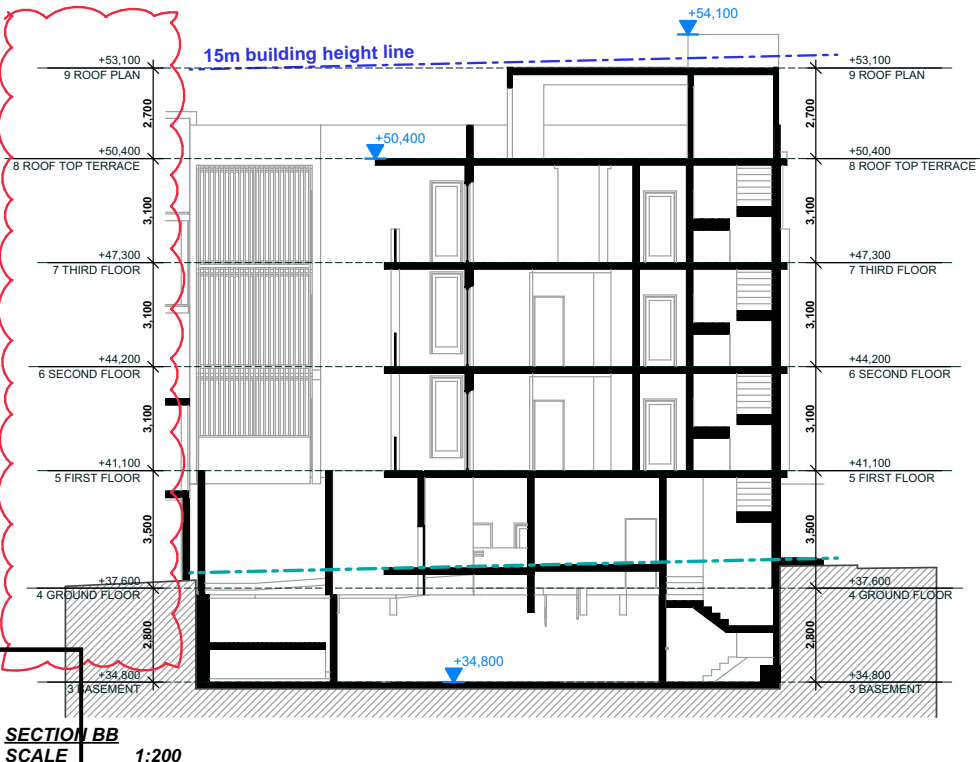 +54,100
15m building height line
+53,100
9 ROOF PLAN
+53,100
9 ROOF PLAN
2,700
2,700
+50,400
+50,400
8 ROOF TOP TERRACE
+50,400
8 ROOF TOP TERRACE
3,100
3,100
+47,300
7 THIRD FLOOR
+47,300
7 THIRD FLOOR
3,100
3,100
+44,200
6 SECOND FLOOR
+44,200
6 SECOND FLOOR
3,100
3,100
+41,100
5 FIRST FLOOR
+41,100
5 FIRST FLOOR
3,500
3,500
+37,600
4 GROUND FLOOR
+37,600
4 GROUND FLOOR
2,800
2,800
+34,800
+34,800
3 BASEMENT
+34,800
3 BASEMENT
SECTION BB
SCALE 1:200